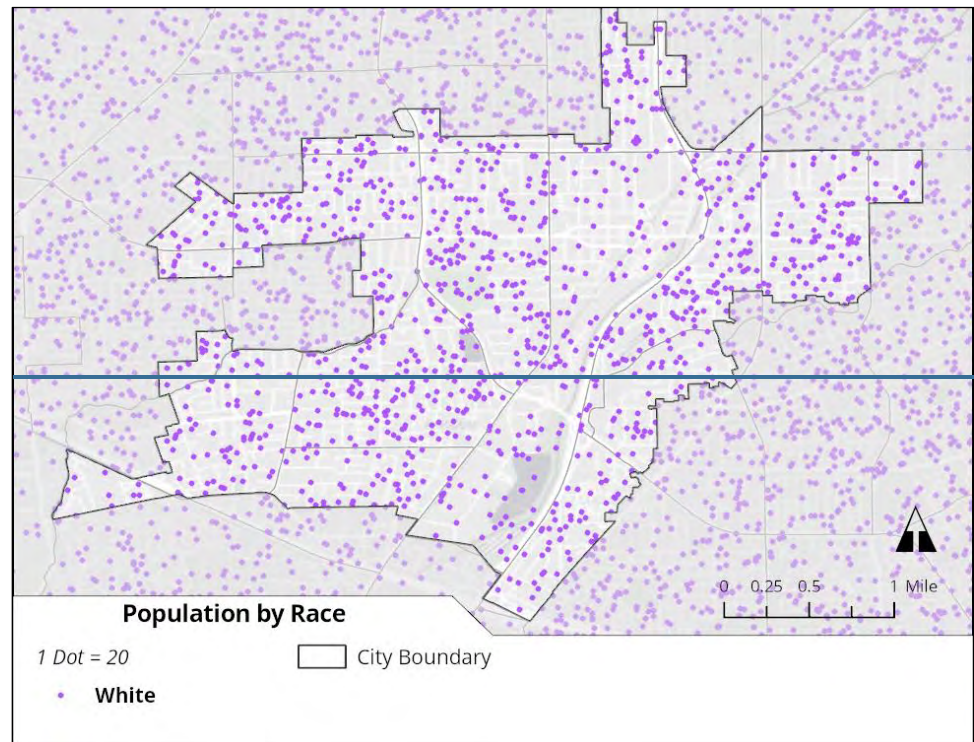 0 0.25 0.5 1 Mile
Population by Race
1 Dot = 20
City Boundary
White